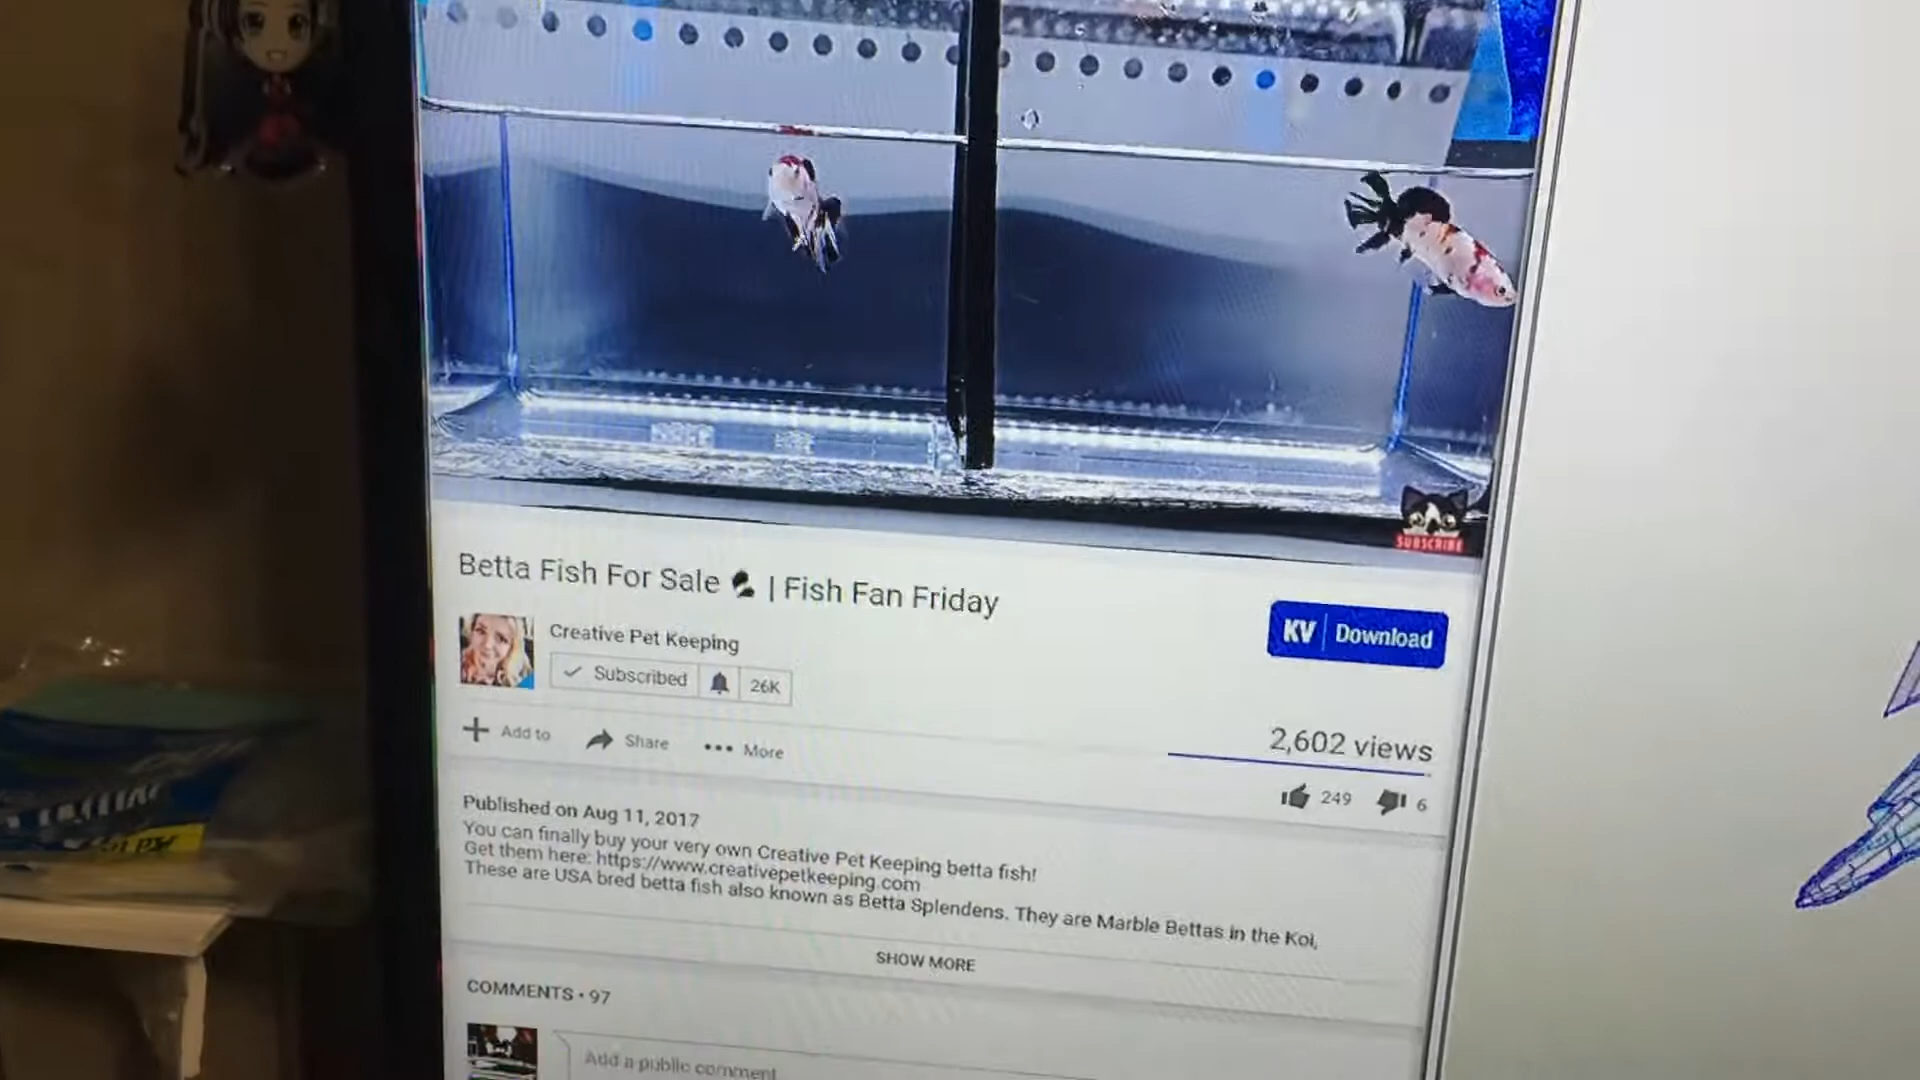 SUBSCRIBE
Betta Fish For Sale | Fish Fan Friday
KV Download
Creative Pet Keeping
Subscribed 26K
Add to Share More
2,602 views
249 6
Published on Aug 11, 2017
You can finally buy your very own Creative Pet Keeping betta fish!
Get them here: https://www.creativepetkeeping.com
These are USA bred betta fish also known as Betta Splendens. They are Marble Bettas in the Koi,
SHOW MORE
COMMENTS • 97
Add a public comment